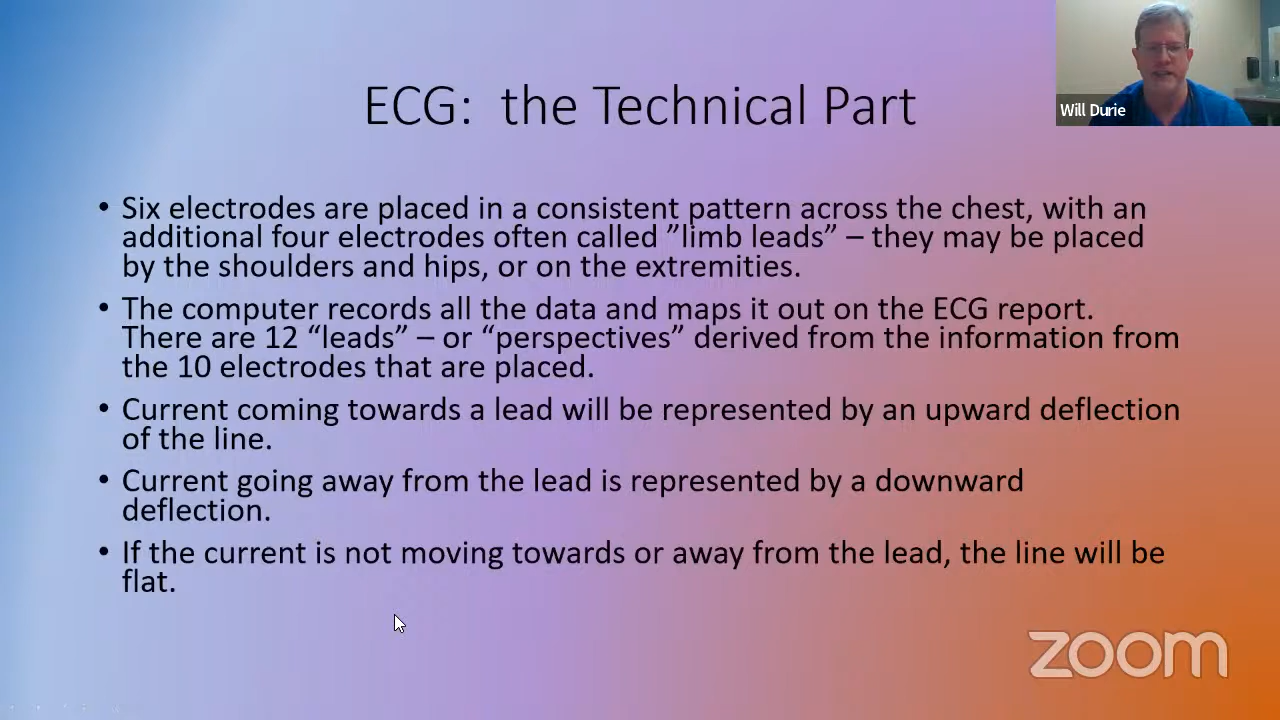 ECG:  the Technical Part
Will Durie
• Six electrodes are placed in a consistent pattern across the chest, with an
additional four electrodes often called ”limb leads” – they may be placed
by the shoulders and hips, or on the extremities.
• The computer records all the data and maps it out on the ECG report.
There are 12 “leads” – or “perspectives” derived from the information from
the 10 electrodes that are placed.
• Current coming towards a lead will be represented by an upward deflection
of the line.
• Current going away from the lead is represented by a downward
deflection.
• If the current is not moving towards or away from the lead, the line will be
flat.
zoom